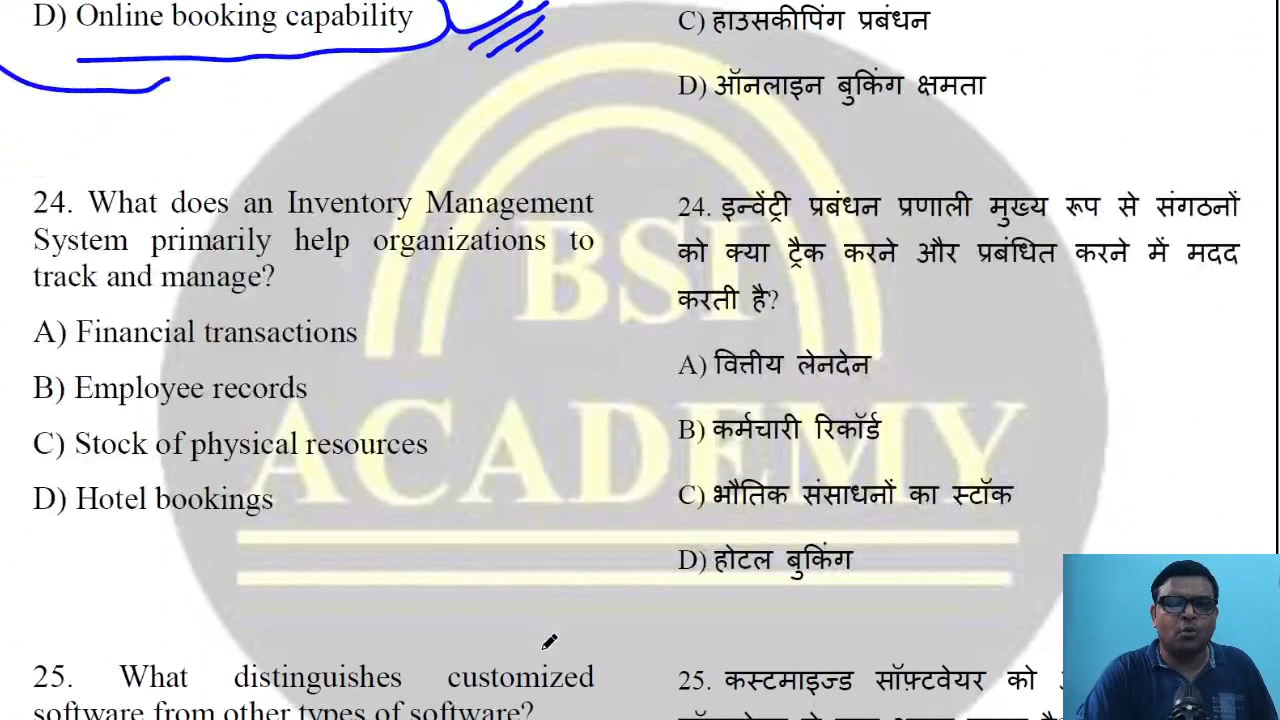 D) Online booking capability
24. What does an Inventory Management
System primarily help organizations to
track and manage?
A) Financial transactions
B) Employee records
C) Stock of physical resources
D) Hotel bookings
25. What distinguishes customized
software from other types of software?
C) हाउसकीपिंग प्रबंधन
D) ऑनलाइन बुकिंग क्षमता
24. इन्वेंट्री प्रबंधन प्रणाली मुख्य रूप से संगठनों
को क्या ट्रैक करने और प्रबंधित करने में मदद
करती है?
A) वित्तीय लेनदेन
B) कर्मचारी रिकॉर्ड
C) भौतिक संसाधनों का स्टॉक
D) होटल बुकिंग
25. कस्टमाइज्ड सॉफ़्टवेयर को
BSI
ACADEMY